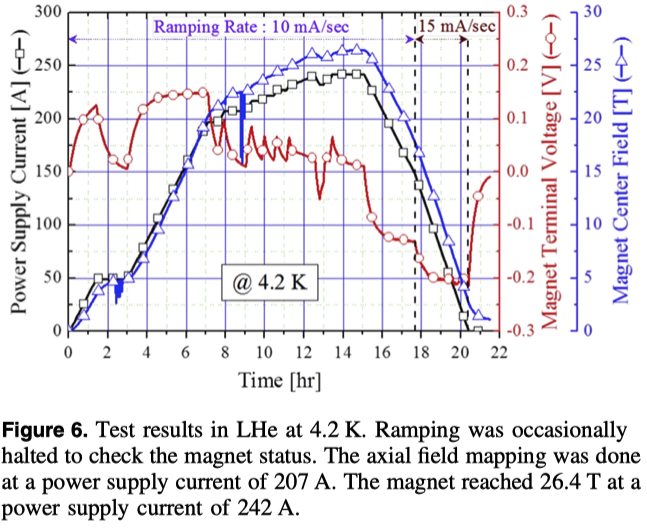 300
250
200
150
100
50
0
Power Supply Current [A] (-□-)
Ramping Rate : 10 mA/sec
15 mA/sec
@ 4.2 K
0 2 4 6 8 10 12 14 16 18 20 22
Time [hr]
0.3
0.2
0.1
0.0
-0.1
-0.2
-0.3
Magnet Terminal Voltage [V] (-○-)
30
25
20
15
10
5
0
Magnet Center Field [T] (-△-)
Figure 6. Test results in LHe at 4.2 K. Ramping was occasionally
halted to check the magnet status. The axial field mapping was done
at a power supply current of 207 A. The magnet reached 26.4 T at a
power supply current of 242 A.